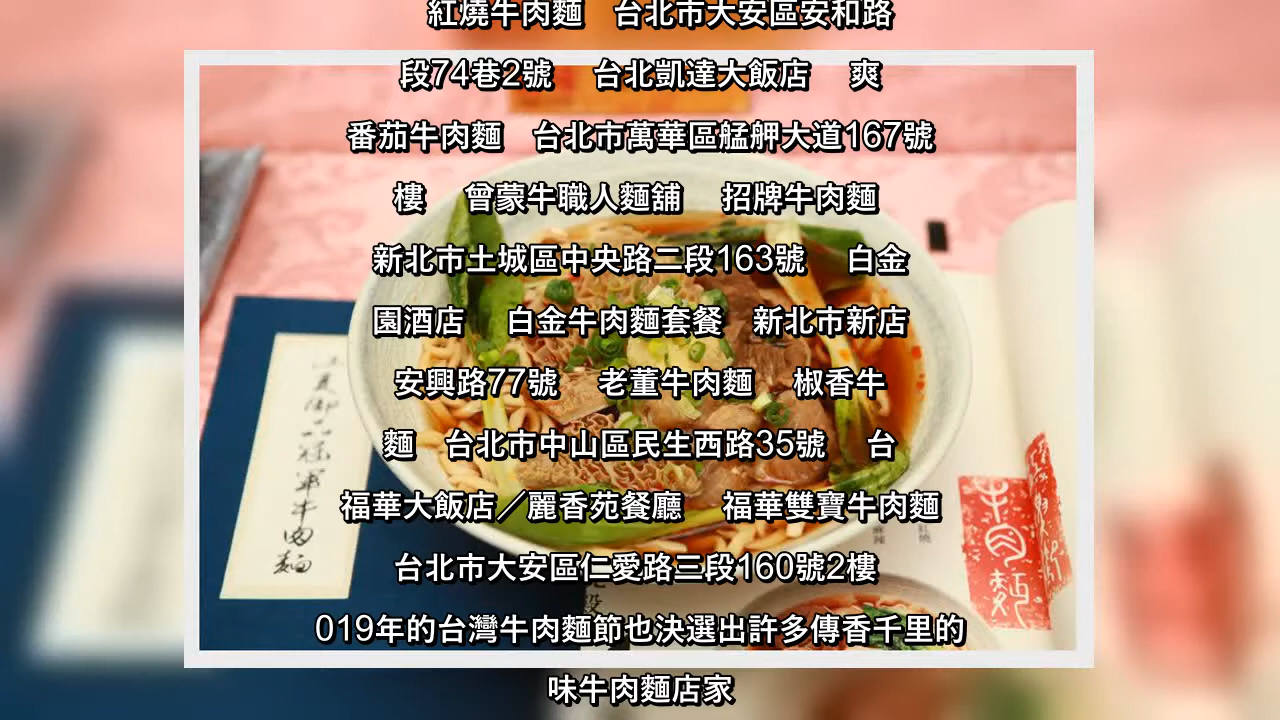 紅燒牛肉麵　台北市大安區安和路
段74巷2號　台北凱達大飯店　爽
番茄牛肉麵　台北市萬華區艋舺大道167號
樓　曾蒙牛職人麵舖　招牌牛肉麵
新北市土城區中央路二段163號　白金
園酒店　白金牛肉麵套餐　新北市新店
安興路77號　老董牛肉麵　椒香牛
麵　台北市中山區民生西路35號　台
福華大飯店／麗香苑餐廳　福華雙寶牛肉麵
台北市大安區仁愛路三段160號2樓
019年的台灣牛肉麵節也決選出許多傳香千里的
味牛肉麵店家
冠軍牛肉麵
牛肉麵